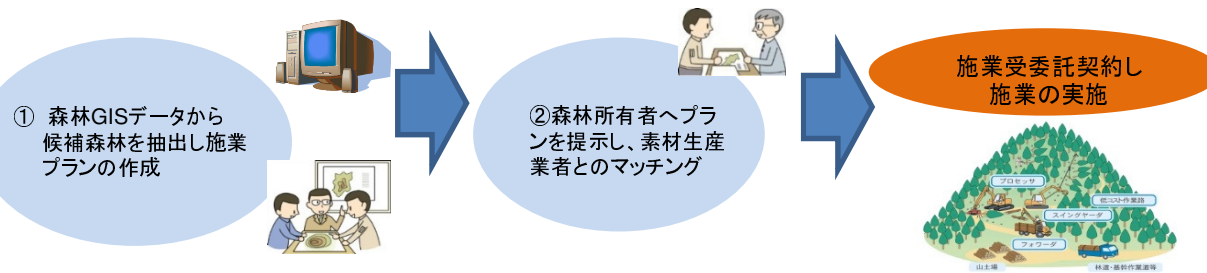 ① 森林GISデータから
候補森林を抽出し施業
プランの作成
②森林所有者へプラ
ンを提示し、素材生産
業者とのマッチング
施業受委託契約し
施業の実施
プロセッサ
低コスト作業路
スイングヤーダ
フォワーダ
山土場
林道・基幹作業道等